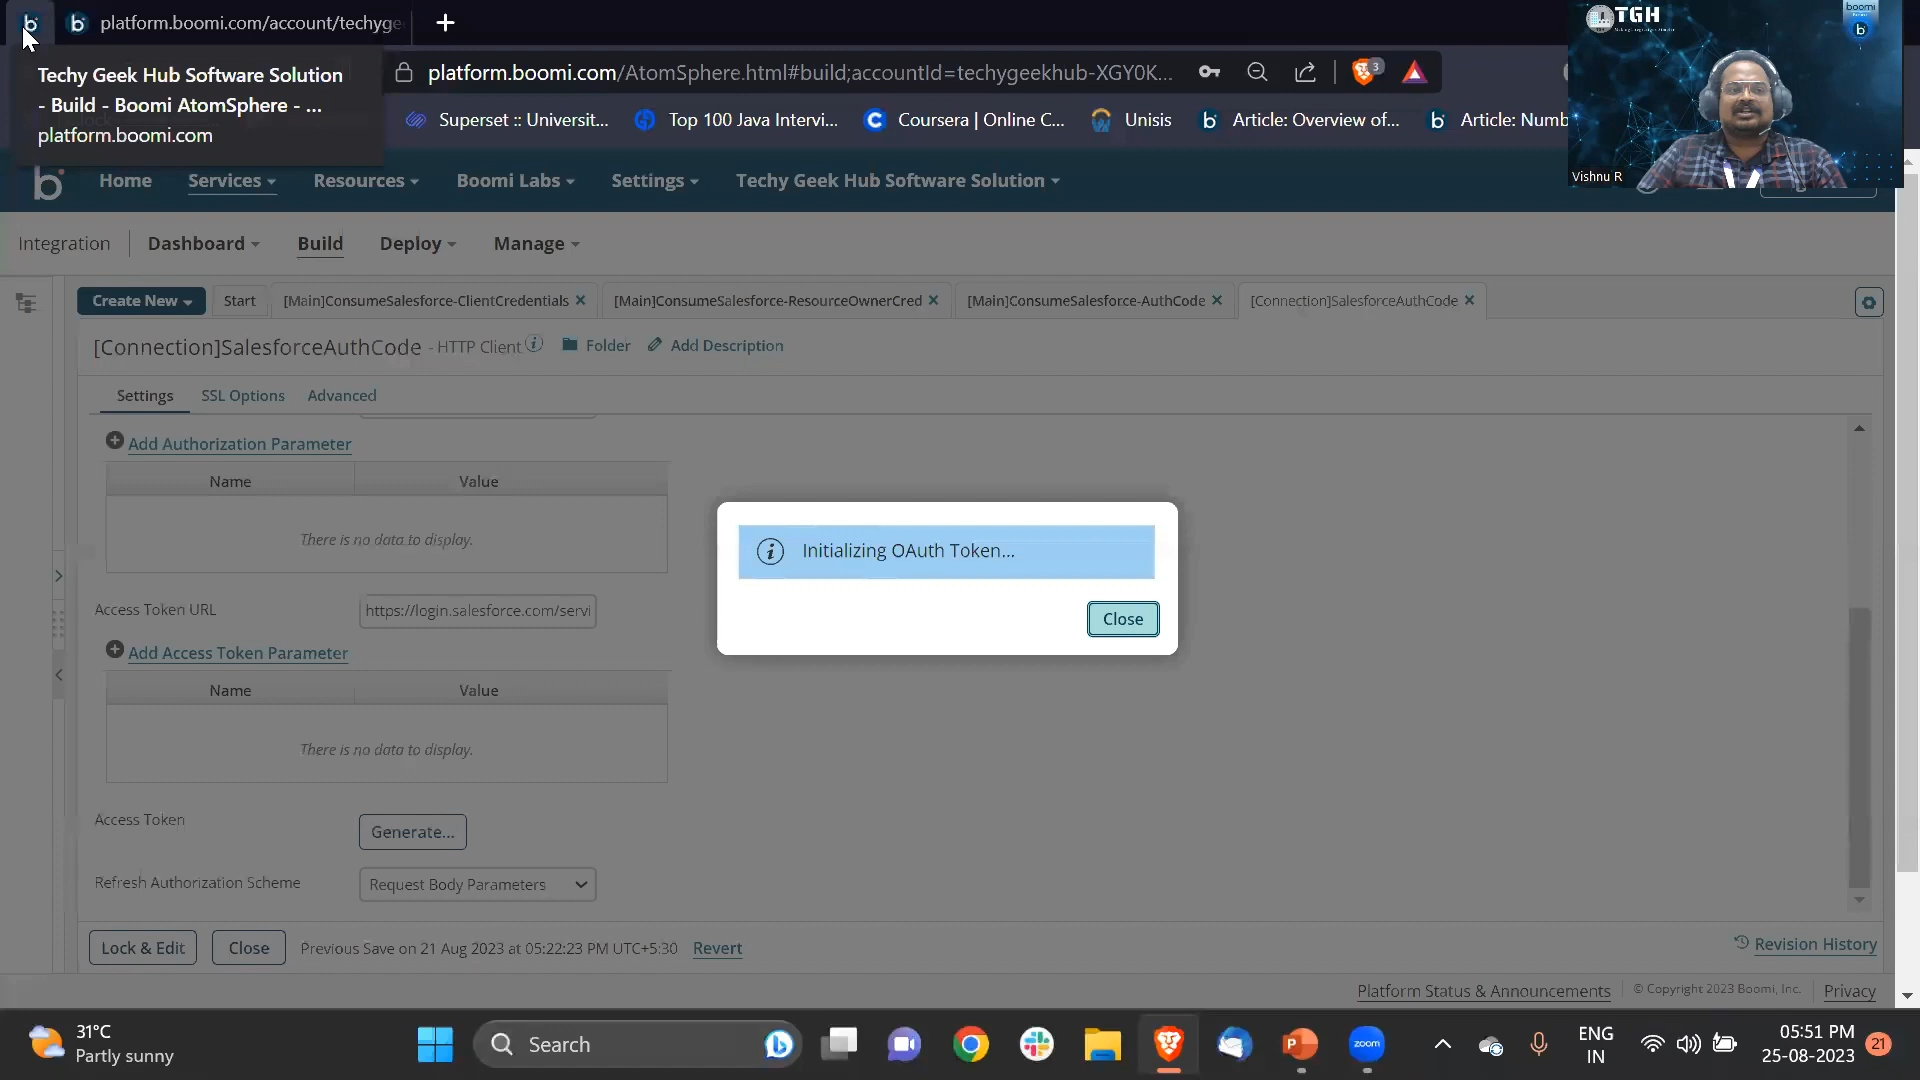 platform.boomi.com/account/techyge
Techy Geek Hub Software Solution
- Build - Boomi AtomSphere - ...
platform.boomi.com
platform.boomi.com/AtomSphere.html#build;accountId=techygeekhub-XGY0K...
3
Superset :: Universit...
Top 100 Java Intervi...
Coursera | Online C...
Unisis
Article: Overview of...
Article: Numb
TGH
boomi
Vishnu R
Home
Services
Resources
Boomi Labs
Settings
Techy Geek Hub Software Solution
Integration
Dashboard
Build
Deploy
Manage
Create New
Start
[Main]ConsumeSalesforce-ClientCredentials
[Main]ConsumeSalesforce-ResourceOwnerCred
[Main]ConsumeSalesforce-AuthCode
[Connection]SalesforceAuthCode
[Connection]SalesforceAuthCode - HTTP Client
Folder
Add Description
Settings
SSL Options
Advanced
Add Authorization Parameter
Name
Value
There is no data to display.
Initializing OAuth Token...
Close
Access Token URL
https://login.salesforce.com/servi
Add Access Token Parameter
Name
Value
There is no data to display.
Access Token
Generate...
Refresh Authorization Scheme
Request Body Parameters
Lock & Edit
Close
Previous Save on 21 Aug 2023 at 05:22:23 PM UTC+5:30
Revert
Revision History
Platform Status & Announcements
© Copyright 2023 Boomi, Inc.
Privacy
31°C
Partly sunny
Search
zoom
ENG
IN
05:51 PM
25-08-2023
21